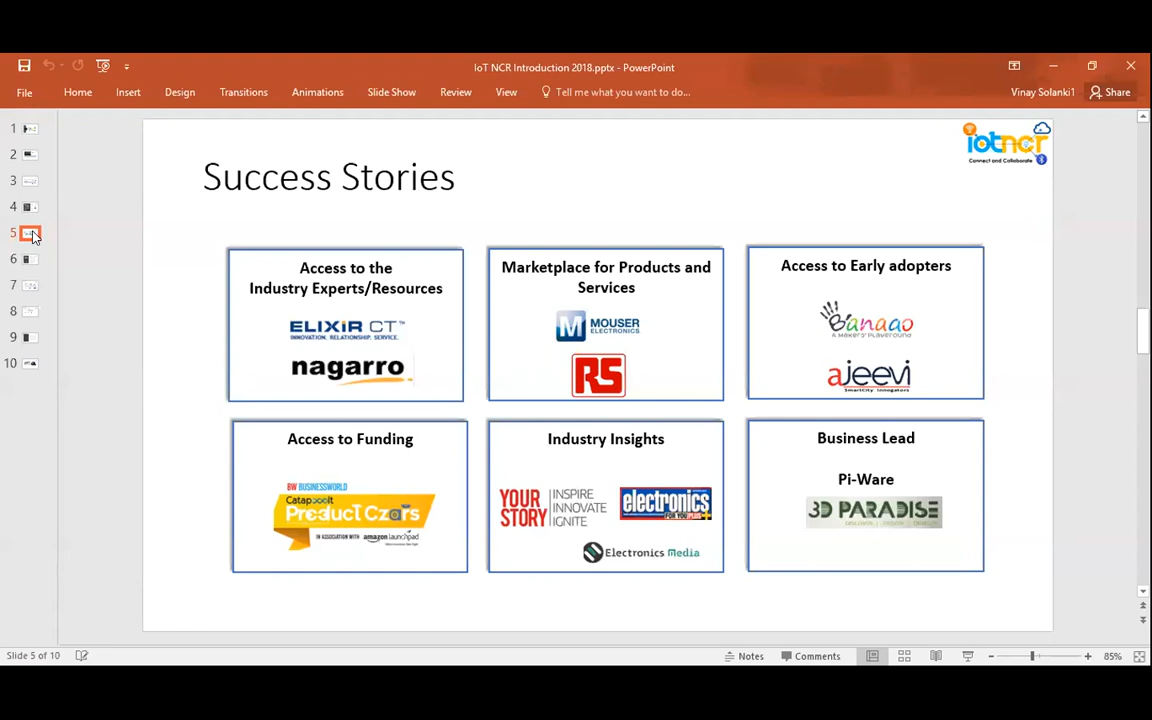 IoT NCR Introduction 2018.pptx - PowerPoint
File Home Insert Design Transitions Animations Slide Show Review View Tell me what you want to do... Vinay Solanki1 Share
1
2
3
4
5
6
7
8
9
10
iotncr
Connect and Collaborate
Success Stories
Access to the
Industry Experts/Resources
ELIXIR CT™
INNOVATION. RELATIONSHIP. SERVICE.
nagarro
Marketplace for Products and
Services
M MOUSER
ELECTRONICS
RS
Access to Early adopters
Banaao
A MAKERS' PLAYGROUND
ajeevi
SmartCity Innovators
Access to Funding
BW BUSINESSWORLD
Catapooolt
Product Czars
IN ASSOCIATION WITH amazon launchpad
Industry Insights
YOUR STORY
INSPIRE
INNOVATE
IGNITE
electronics
FOR YOU PLUS+
Electronics Media
Business Lead
Pi-Ware
3D PARADISE
Slide 5 of 10 Notes Comments 85%